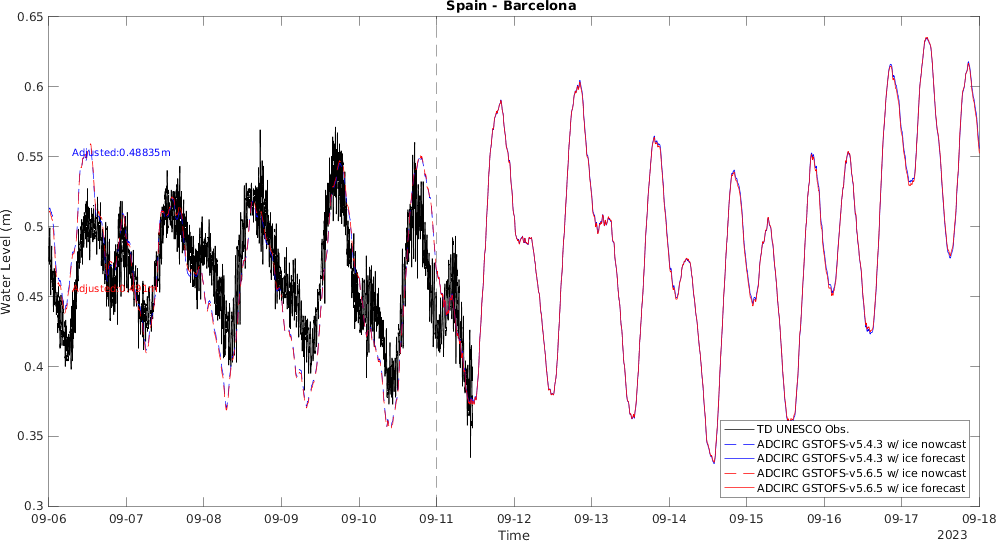 Spain - Barcelona
0.65
0.6
0.55
0.5
0.45
0.4
0.35
0.3
Water Level (m)
Adjusted:0.48835m
TD UNESCO Obs.
ADCIRC GSTOFS-v5.4.3 w/ ice nowcast
ADCIRC GSTOFS-v5.4.3 w/ ice forecast
ADCIRC GSTOFS-v5.6.5 w/ ice nowcast
ADCIRC GSTOFS-v5.6.5 w/ ice forecast
09-06 09-07 09-08 09-09 09-10 09-11 09-12 09-13 09-14 09-15 09-16 09-17 09-18
Time
2023